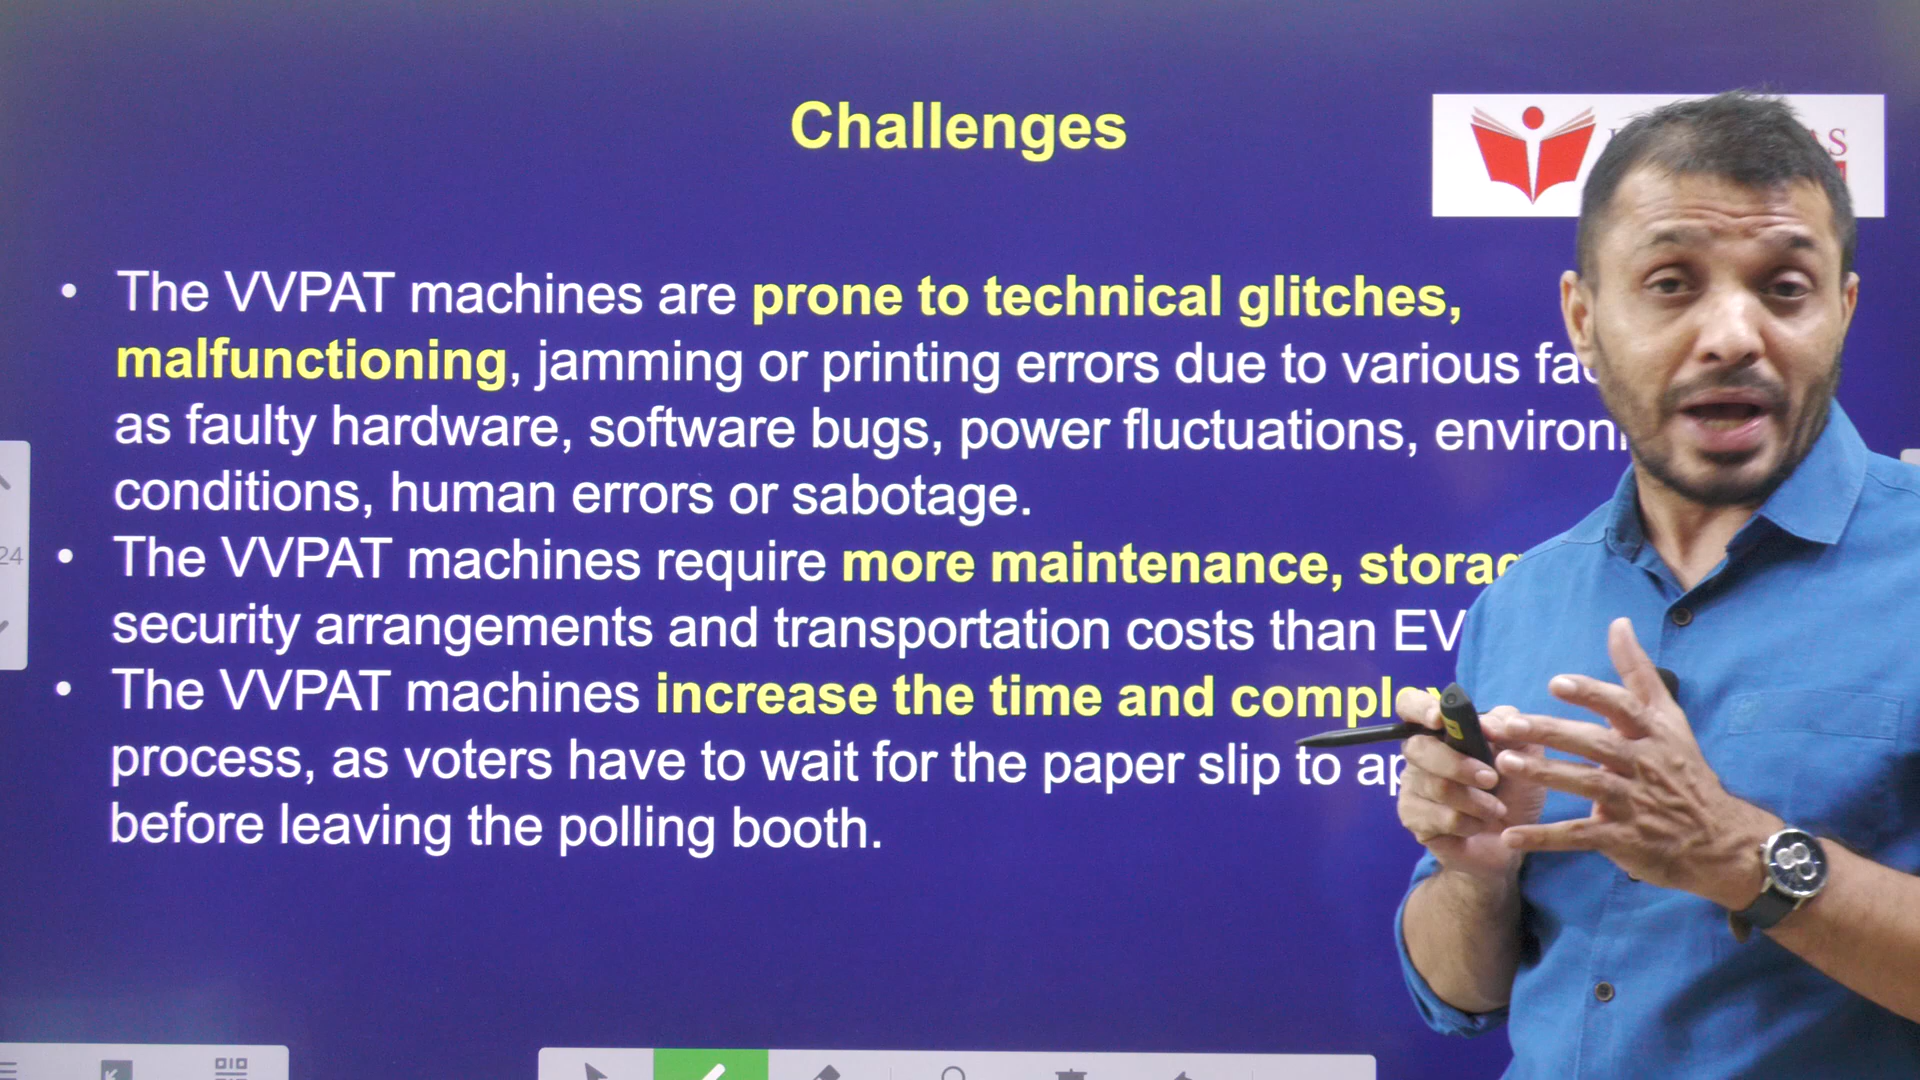 Challenges
• The VVPAT machines are prone to technical glitches,
malfunctioning, jamming or printing errors due to various
as faulty hardware, software bugs, power fluctuations,
conditions, human errors or sabotage.
• The VVPAT machines require more maintenance,
security arrangements and transportation costs than
• The VVPAT machines increase the time and
process, as voters have to wait for the paper slip to
before leaving the polling booth.
24